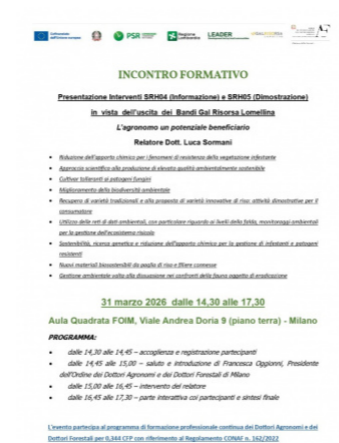 PSR
LEADER
INCONTRO FORMATIVO
Presentazione Interventi SRH04 (Informazione) e SRH05 (Dimostrazione)
in vista dell'uscita dei Bandi Gal Risorsa Lomellina
L'agronomo un potenziale beneficiario
Relatore Dott. Luca Sormani
• Riduzione dell'apporto chimico per i fenomeni di resistenza della vegetazione infestante
• Approccio scientifico alla produzione di elevata qualità ambientalmente sostenibile
• Cultivar tolleranti ai patogeni fungini
• Miglioramento della biodiversità ambientale
• Recupero di varietà tradizionali e alla proposta di varietà innovative di riso: attività dimostrative per il
consumatore
• Utilizzo delle reti di dati ambientali, con particolare riguardo ai livelli della falda, monitoraggi ambientali
per la gestione dell'ecosistema risicolo
• Sostenibilità, ricerca genetica e riduzione dell'apporto chimico per la gestione di infestanti e patogeni
resistenti
• Nuovi materiali biosostenibili da paglia di riso e filiere connesse
• Gestione ambientale volta alla dissuasione nei confronti della fauna oggetto di eradicazione
31 marzo 2026 dalle 14,30 alle 17,30
Aula Quadrata FOIM, Viale Andrea Doria 9 (piano terra) - Milano
PROGRAMMA:
• dalle 14,30 alle 14,45 – accoglienza e registrazione partecipanti
• dalle 14,45 alle 15,00 – saluto e introduzione di Francesca Oggionni, Presidente
dell'Ordine dei Dottori Agronomi e dei Dottori Forestali di Milano
• dalle 15,00 alle 16,45 – intervento del relatore
• dalle 16,45 alle 17,30 – parte interattiva coi partecipanti e sintesi finale
L'evento partecipa al programma di formazione professionale continua dei Dottori Agronomi e dei
Dottori Forestali per 0,344 CFP con riferimento al Regolamento CONAF n. 162/2022